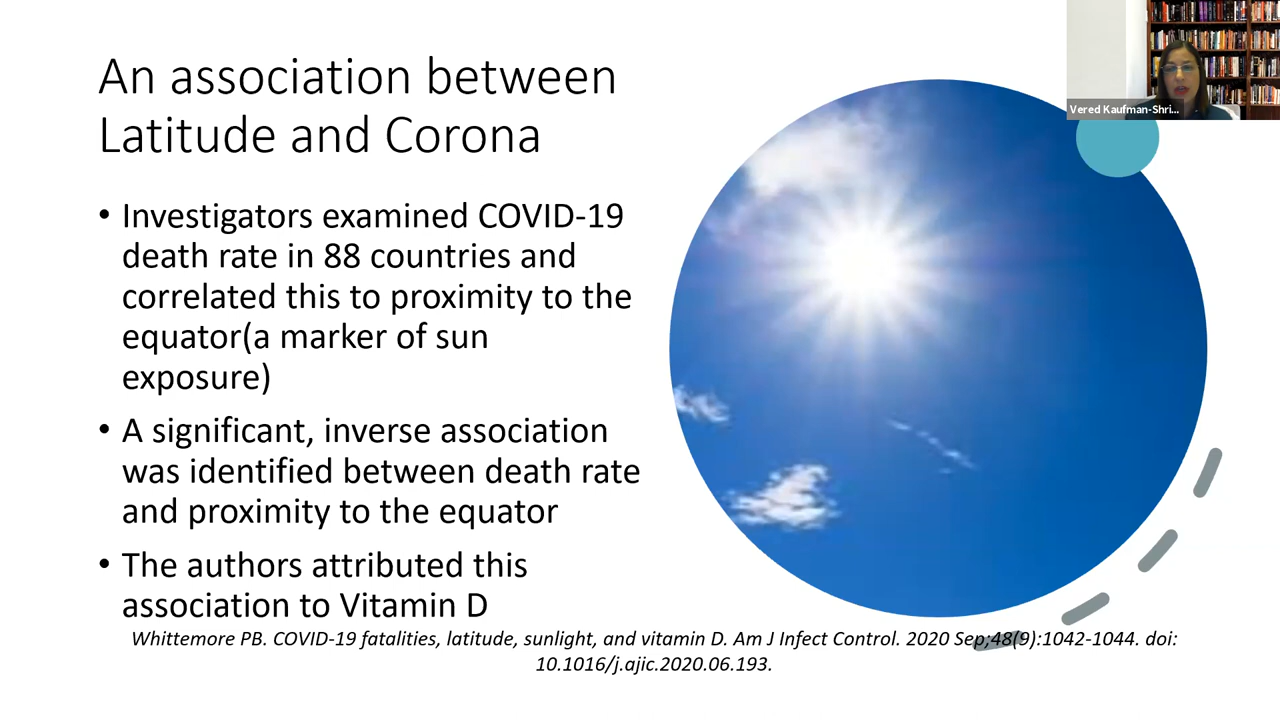 An association between
Latitude and Corona
• Investigators examined COVID-19
death rate in 88 countries and
correlated this to proximity to the
equator(a marker of sun
exposure)
• A significant, inverse association
was identified between death rate
and proximity to the equator
• The authors attributed this
association to Vitamin D
Whittemore PB. COVID-19 fatalities, latitude, sunlight, and vitamin D. Am J Infect Control. 2020 Sep;48(9):1042-1044. doi:
10.1016/j.ajic.2020.06.193.
Vered Kaufman-Shri...